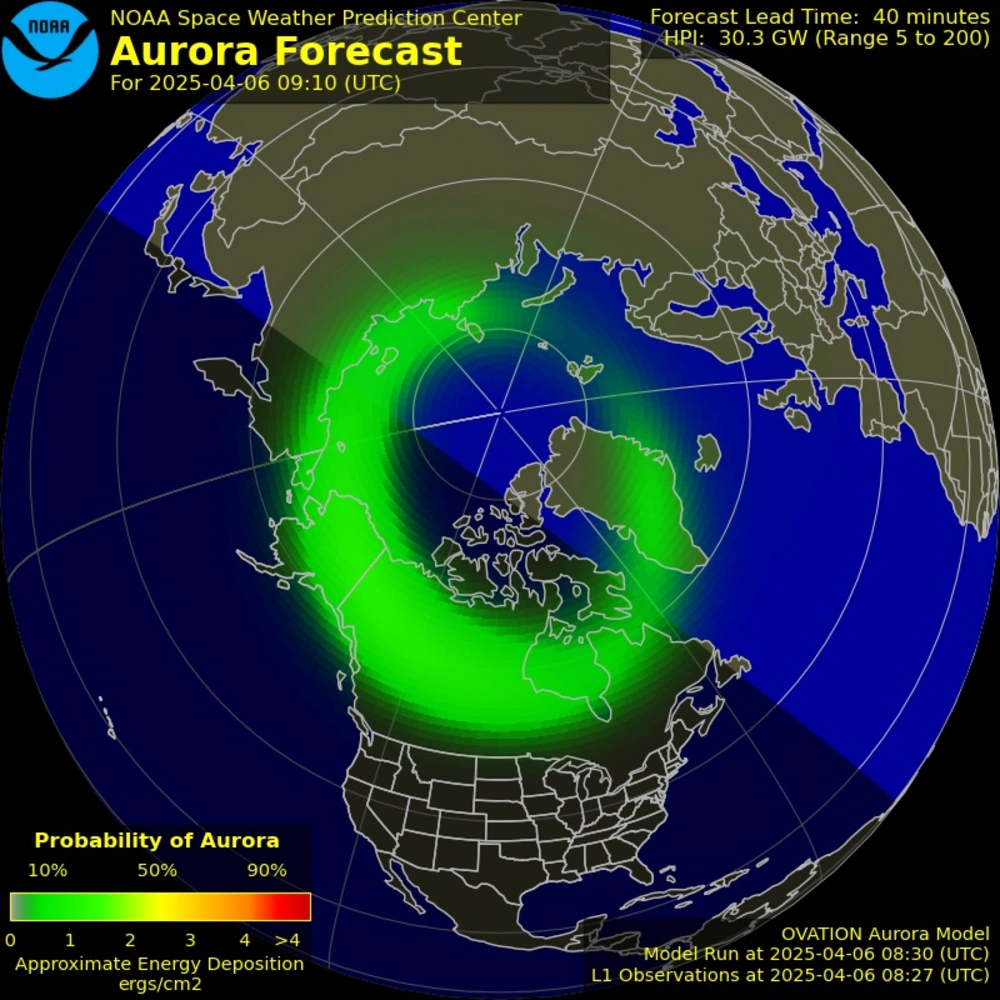 NOAA
NOAA Space Weather Prediction Center
Aurora Forecast
For 2025-04-06 09:10 (UTC)
Forecast Lead Time: 40 minutes
HPI: 30.3 GW (Range 5 to 200)
Probability of Aurora
10% 50% 90%
0 1 2 3 4 >4
Approximate Energy Deposition
ergs/cm2
OVATION Aurora Model
Model Run at 2025-04-06 08:30 (UTC)
L1 Observations at 2025-04-06 08:27 (UTC)